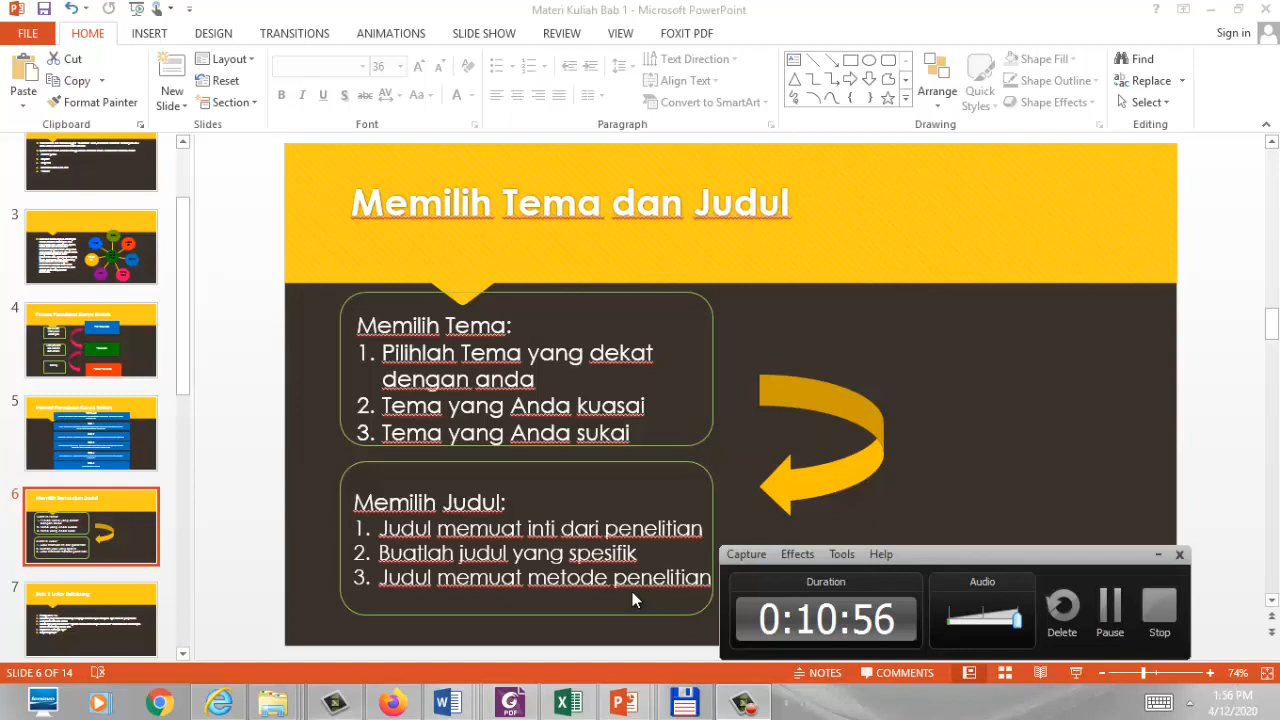 Materi Kuliah Bab 1 - Microsoft PowerPoint
FILE HOME INSERT DESIGN TRANSITIONS ANIMATIONS SLIDE SHOW REVIEW VIEW FOXIT PDF Sign in
Paste
Cut
Copy
Format Painter
Clipboard
New Slide
Layout
Reset
Section
Slides
36
Font
Text Direction
Align Text
Convert to SmartArt
Paragraph
Arrange
Quick Styles
Shape Fill
Shape Outline
Shape Effects
Drawing
Find
Replace
Select
Editing
3
4
5
6
7
Memilih Tema dan Judul
Memilih Tema:
1. Pilihlah Tema yang dekat
dengan anda
2. Tema yang Anda kuasai
3. Tema yang Anda sukai
Memilih Judul:
1. Judul memuat inti dari penelitian
2. Buatlah judul yang spesifik
3. Judul memuat metode penelitian
Capture Effects Tools Help
Duration
0:10:56
Audio
Delete Pause Stop
SLIDE 6 OF 14
NOTES COMMENTS 74%
1:56 PM
4/12/2020